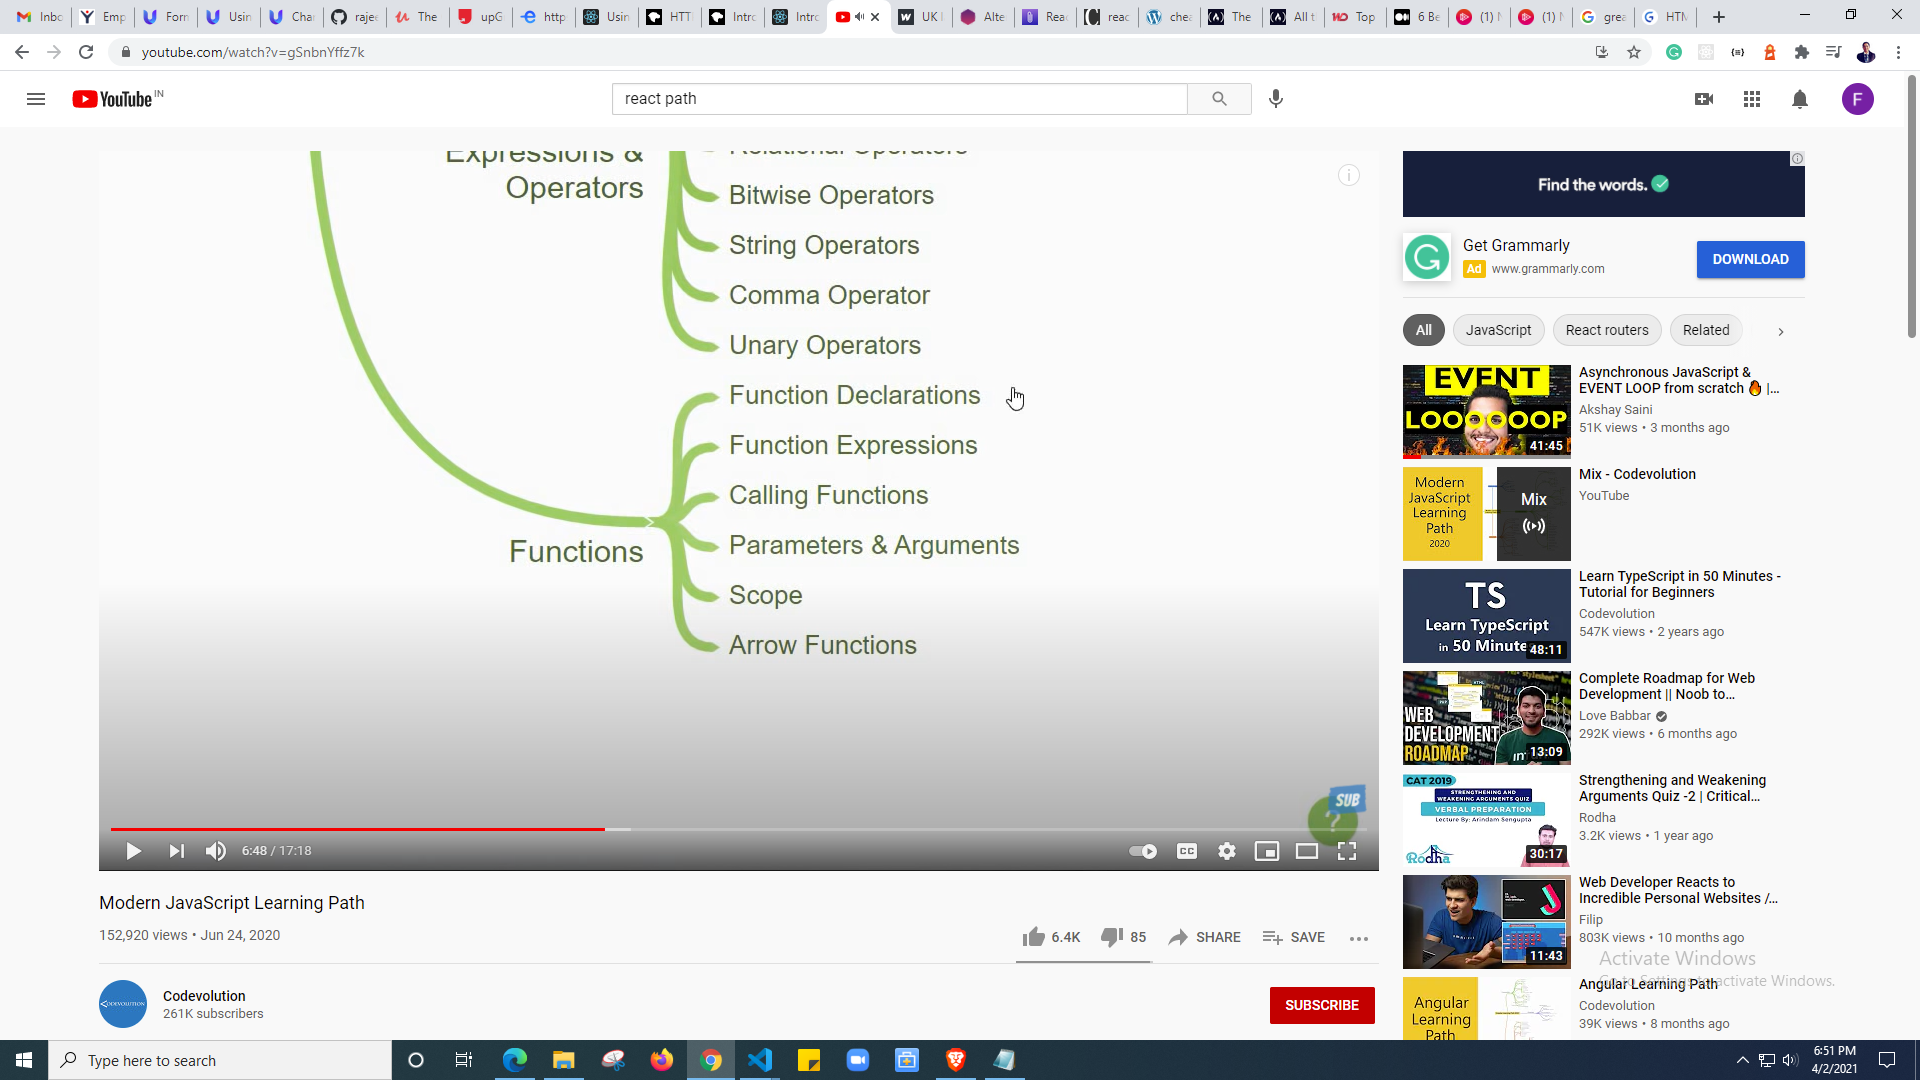 Inbo
Emp
Forn
Usin
Char
rajee
The
upG
http
Usin
HTT
Intro
Intro
UK I
Alte
Rea
reac
chea
The
All t
Top
6 Be
(1) N
(1) N
grea
HTM
youtube.com/watch?v=gSnbnYffz7k
YouTube IN
react path
F
Expressions &
Operators
Relational Operators
Bitwise Operators
String Operators
Comma Operator
Unary Operators
Function Declarations
Function Expressions
Calling Functions
Functions
Parameters & Arguments
Scope
Arrow Functions
SUB
6:48 / 17:18
CC
Modern JavaScript Learning Path
152,920 views • Jun 24, 2020
6.4K
85
SHARE
SAVE
CODEVOLUTION
Codevolution
261K subscribers
SUBSCRIBE
Find the words.
Get Grammarly
Ad www.grammarly.com
DOWNLOAD
All
JavaScript
React routers
Related
EVENT
LOOOOOOP
41:45
Asynchronous JavaScript &
EVENT LOOP from scratch 🔥 |...
Akshay Saini
51K views • 3 months ago
Modern
JavaScript
Learning
Path
2020
Mix
Mix - Codevolution
YouTube
TS
Learn TypeScript
in 50 Minute
48:11
Learn TypeScript in 50 Minutes -
Tutorial for Beginners
Codevolution
547K views • 2 years ago
WEB
DEVELOPMENT
ROADMAP
13:09
Complete Roadmap for Web
Development || Noob to...
Love Babbar
292K views • 6 months ago
CAT 2019
STRENGTHENING AND
WEAKENING ARGUMENTS QUIZ
VERBAL PREPARATION
Lecture By: Arindam Sengupta
Rodha
30:17
Strengthening and Weakening
Arguments Quiz -2 | Critical...
Rodha
3.2K views • 1 year ago
11:43
Web Developer Reacts to
Incredible Personal Websites /...
Filip
803K views • 10 months ago
Activate Windows
Go to Settings to activate Windows.
Angular
Learning
Path
Angular Learning Path
Codevolution
39K views • 8 months ago
Type here to search
6:51 PM
4/2/2021